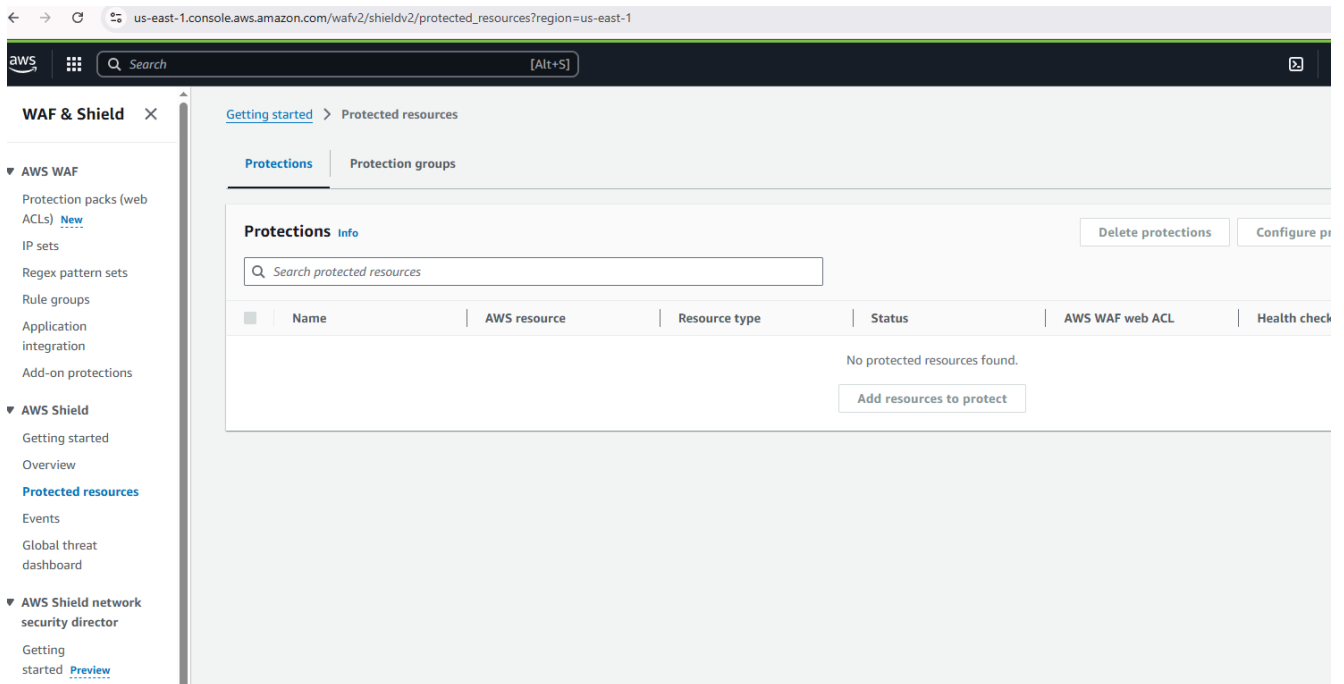 us-east-1.console.aws.amazon.com/wafv2/shieldv2/protected_resources?region=us-east-1
aws
Search [Alt+S]
WAF & Shield
Getting started > Protected resources
Protections Protection groups
AWS WAF
Protection packs (web
ACLs) New
IP sets
Regex pattern sets
Rule groups
Application
integration
Add-on protections
AWS Shield
Getting started
Overview
Protected resources
Events
Global threat
dashboard
AWS Shield network
security director
Getting
started Preview
Protections Info
Delete protections
Configure pr
Search protected resources
Name AWS resource Resource type Status AWS WAF web ACL Health check
No protected resources found.
Add resources to protect